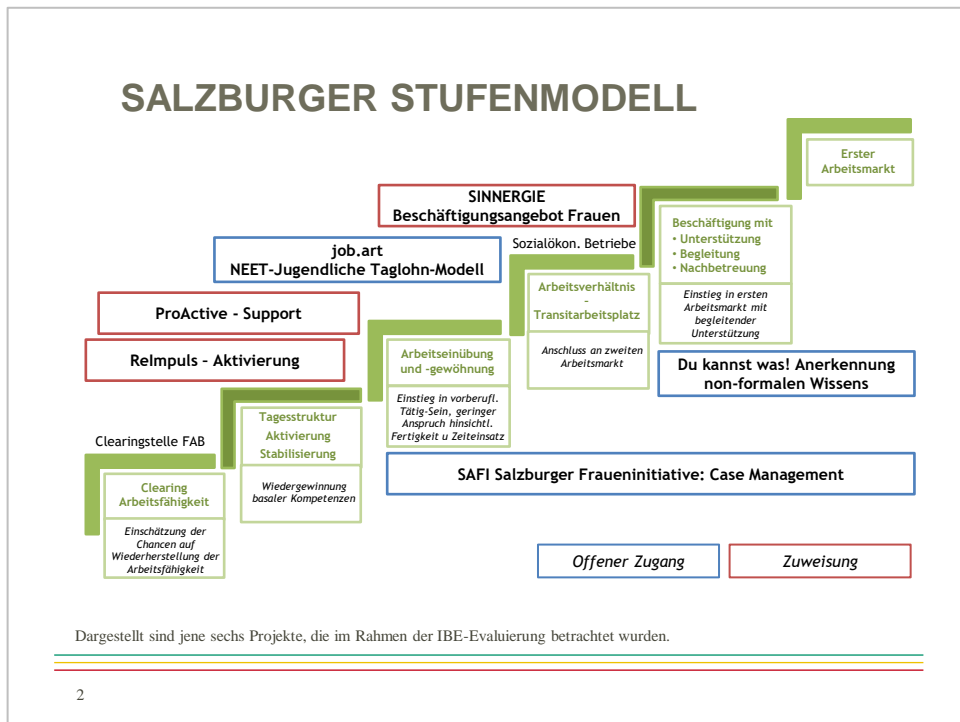 SALZBURGER STUFENMODELL
Erster
Arbeitsmarkt
SINNERGIE
Beschäftigungsangebot Frauen
Beschäftigung mit
• Unterstützung
• Begleitung
• Nachbetreuung
Einstieg in ersten
Arbeitsmarkt mit
begleitender
Unterstützung
job.art
NEET-Jugendliche Taglohn-Modell
Sozialökon. Betriebe
Arbeitsverhältnis
-
Transitarbeitsplatz
Anschluss an zweiten
Arbeitsmarkt
ProActive - Support
ReImpuls - Aktivierung
Arbeitseinübung
und -gewöhnung
Einstieg in vorberufl.
Tätig-Sein, geringer
Anspruch hinsichtl.
Fertigkeit u Zeiteinsatz
Du kannst was! Anerkennung
non-formalen Wissens
Clearingstelle FAB
Tagesstruktur
Aktivierung
Stabilisierung
Wiedergewinnung
basaler Kompetenzen
SAFI Salzburger Fraueninitiative: Case Management
Clearing
Arbeitsfähigkeit
Einschätzung der
Chancen auf
Wiederherstellung der
Arbeitsfähigkeit
Offener Zugang
Zuweisung
Dargestellt sind jene sechs Projekte, die im Rahmen der IBE-Evaluierung betrachtet wurden.
2